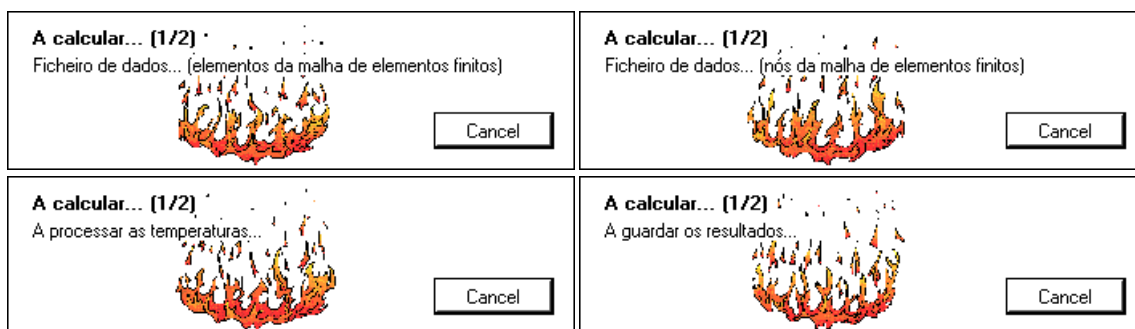 A calcular... (1/2)
Ficheiro de dados... (elementos da malha de elementos finitos)
Cancel
A calcular... (1/2)
Ficheiro de dados... (nós da malha de elementos finitos)
Cancel
A calcular... (1/2)
A processar as temperaturas...
Cancel
A calcular... (1/2)
A guardar os resultados...
Cancel